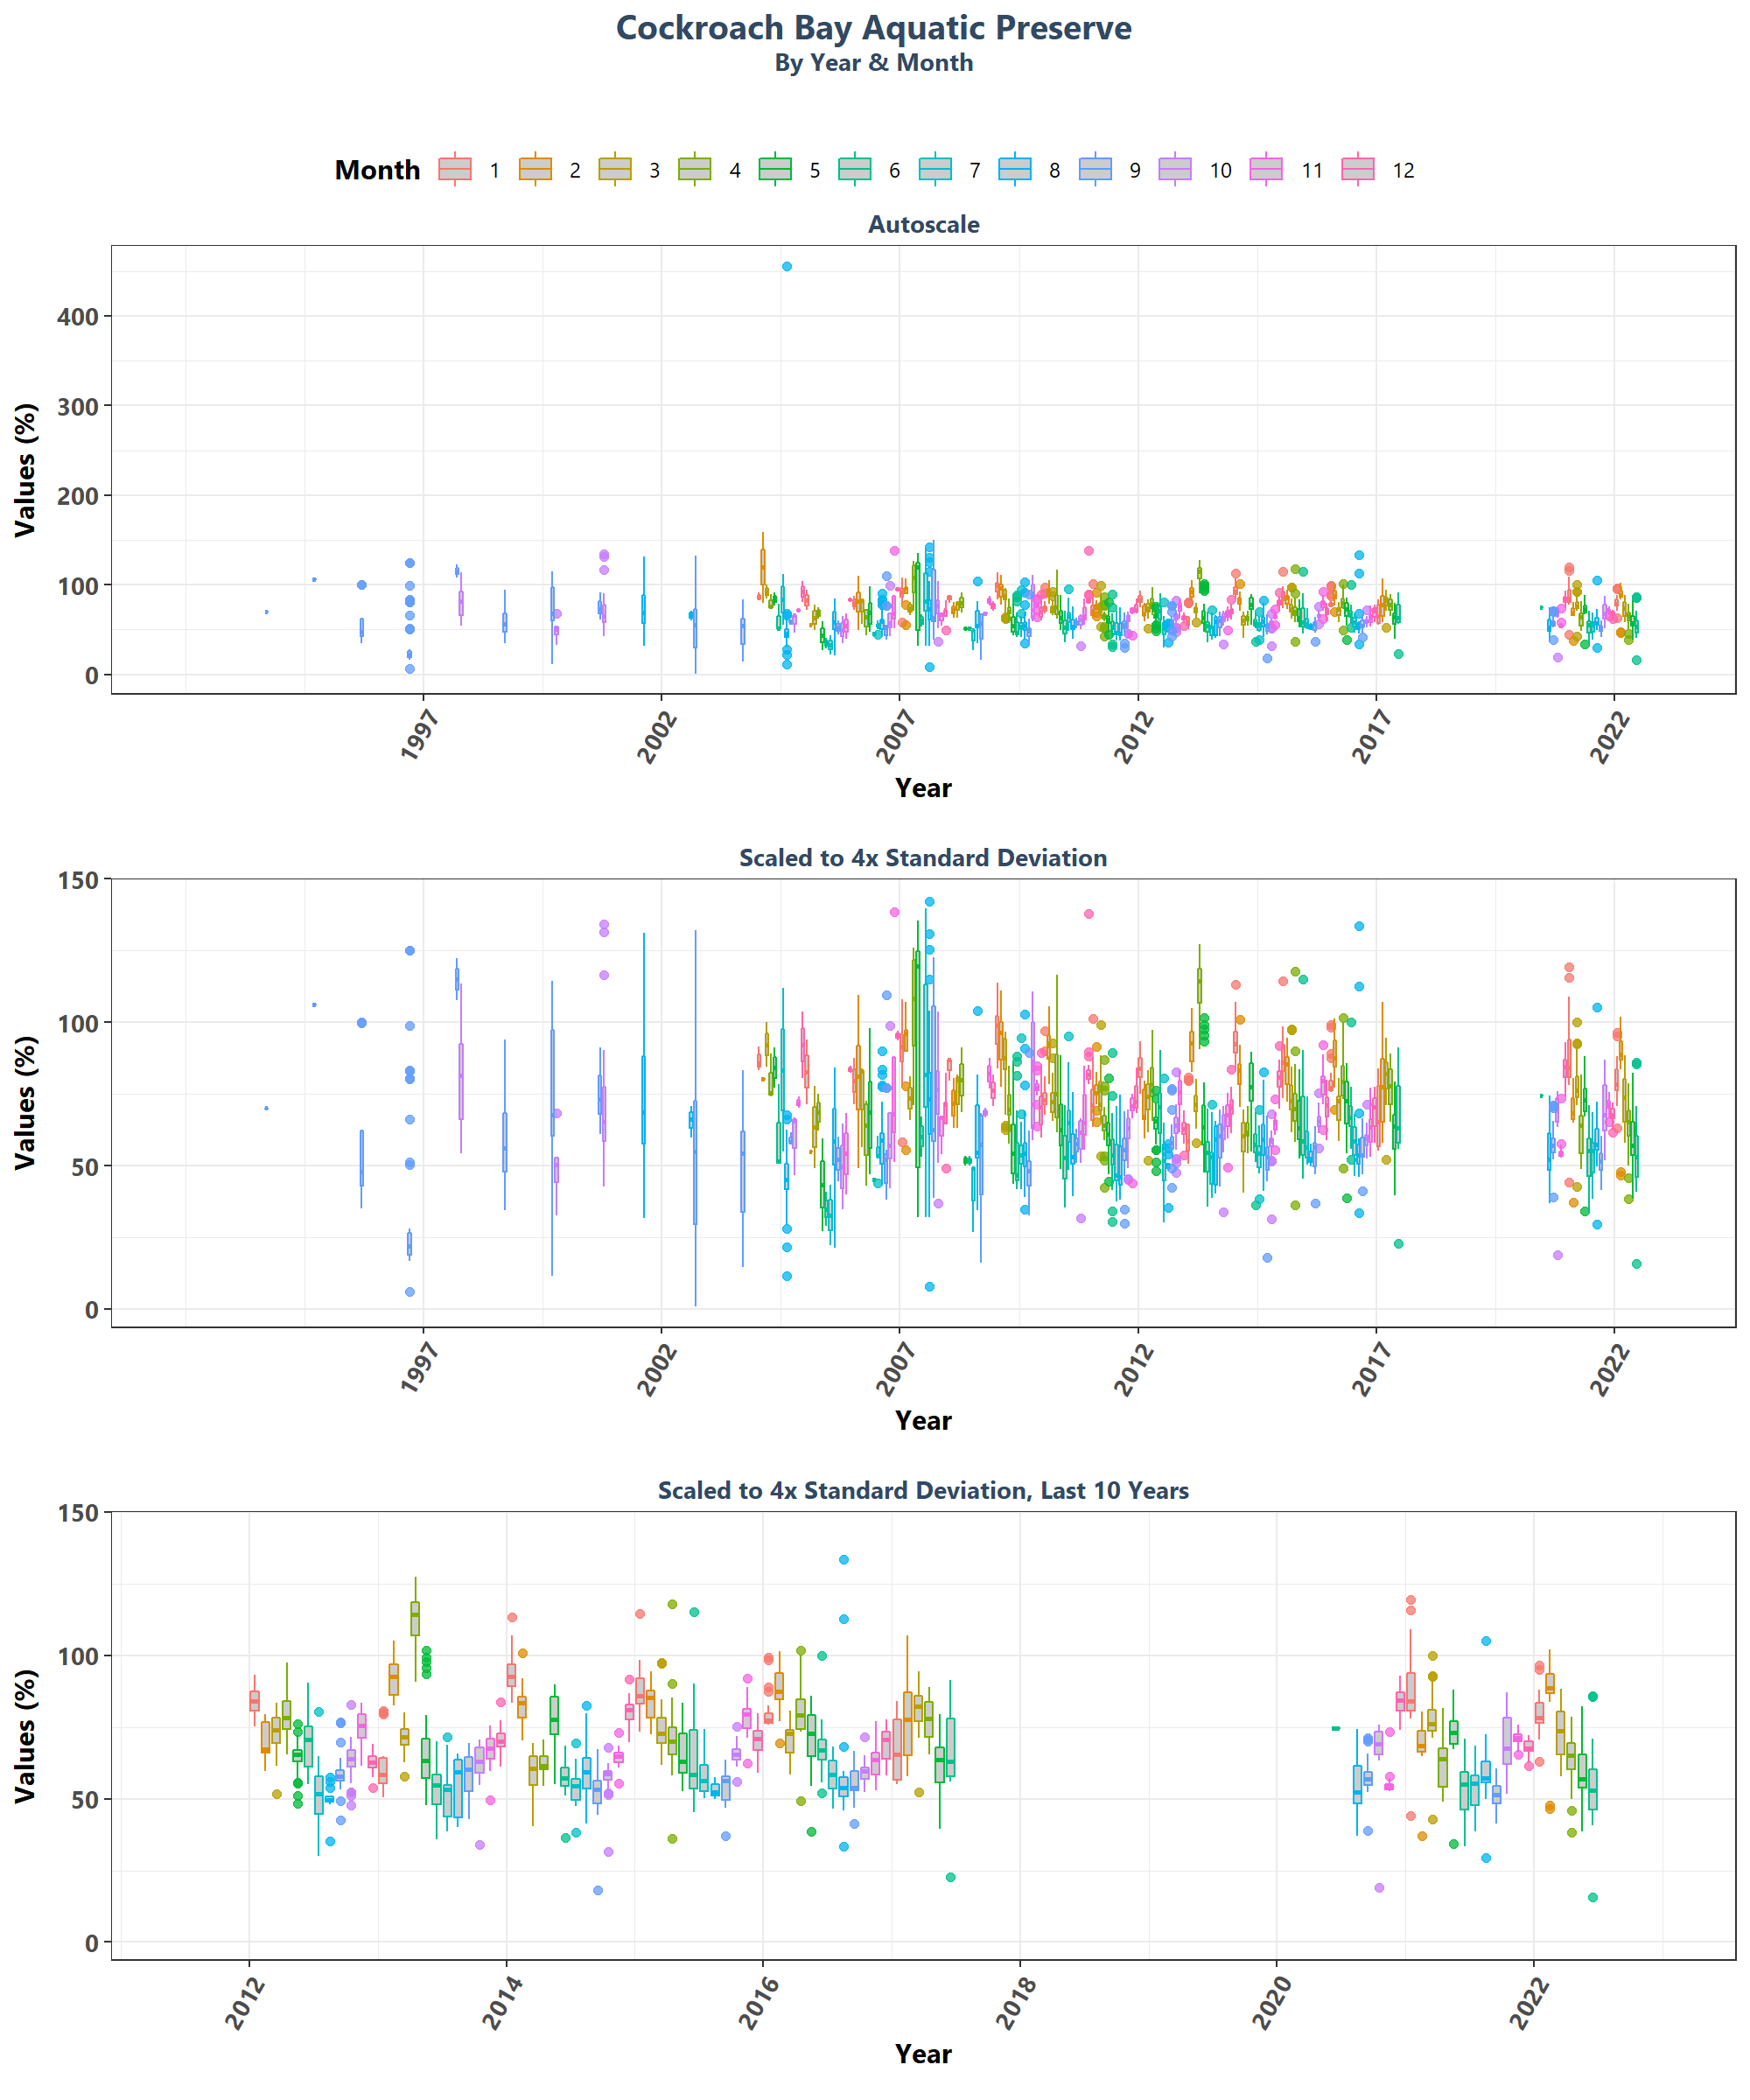 Cockroach Bay Aquatic Preserve
By Year & Month
Month 1 2 3 4 5 6 7 8 9 10 11 12
Autoscale
Values (%)
400
300
200
100
0
1997 2002 2007 2012 2017 2022
Year
Scaled to 4x Standard Deviation
Values (%)
150
100
50
0
1997 2002 2007 2012 2017 2022
Year
Scaled to 4x Standard Deviation, Last 10 Years
Values (%)
150
100
50
0
2012 2014 2016 2018 2020 2022
Year